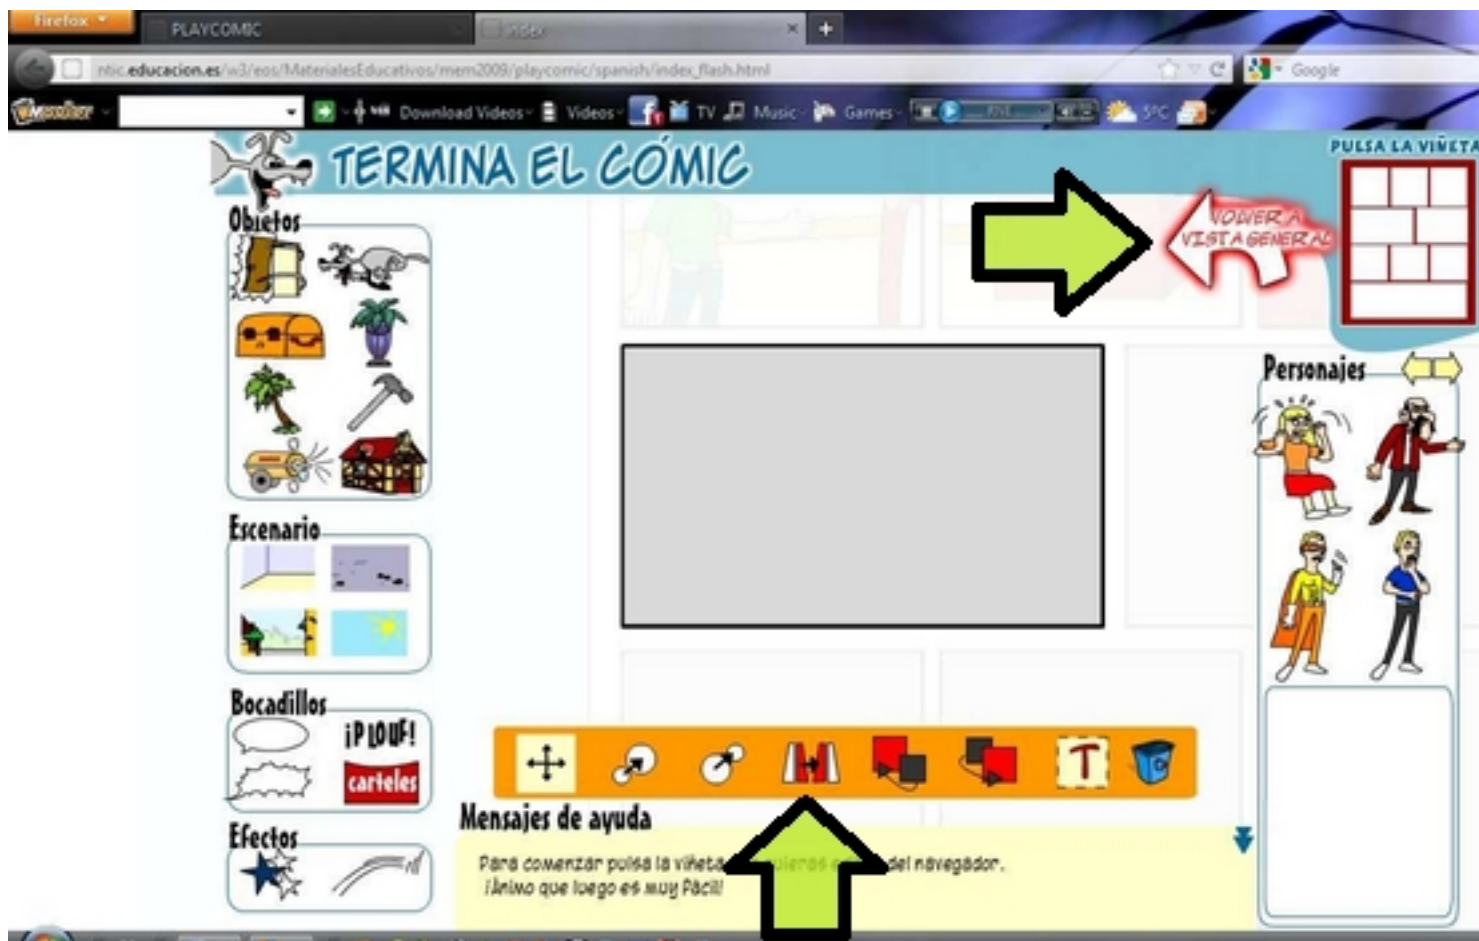 Firefox
PLAYCOMIC
index
ntic.educacion.es/w3/eos/MaterialesEducativos/mem2009/playcomic/spanish/index_flash.html
Google
Download Videos
Videos
TV
Music
Games
5ºC
TERMINA EL CÓMIC
PULSA LA VIÑETA
VOLVER A
VISTA GENERAL
Objetos
Personajes
Escenario
Bocadillos
¡PLOUF!
carteles
T
Mensajes de ayuda
Para comenzar pulsa la viñeta del navegador.
¡Ánimo que luego es muy fácil!
Efectos